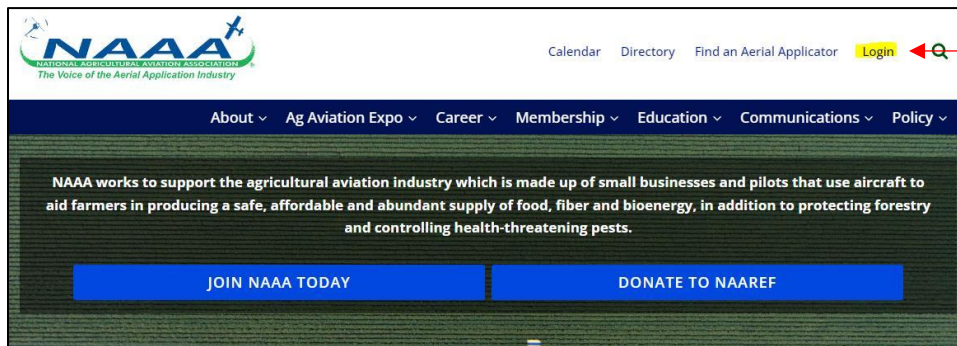 NAAA
NATIONAL AGRICULTURAL AVIATION ASSOCIATION
The Voice of the Aerial Application Industry
Calendar Directory Find an Aerial Applicator Login
About Ag Aviation Expo Career Membership Education Communications Policy
NAAA works to support the agricultural aviation industry which is made up of small businesses and pilots that use aircraft to
aid farmers in producing a safe, affordable and abundant supply of food, fiber and bioenergy, in addition to protecting forestry
and controlling health-threatening pests.
JOIN NAAA TODAY DONATE TO NAAREF